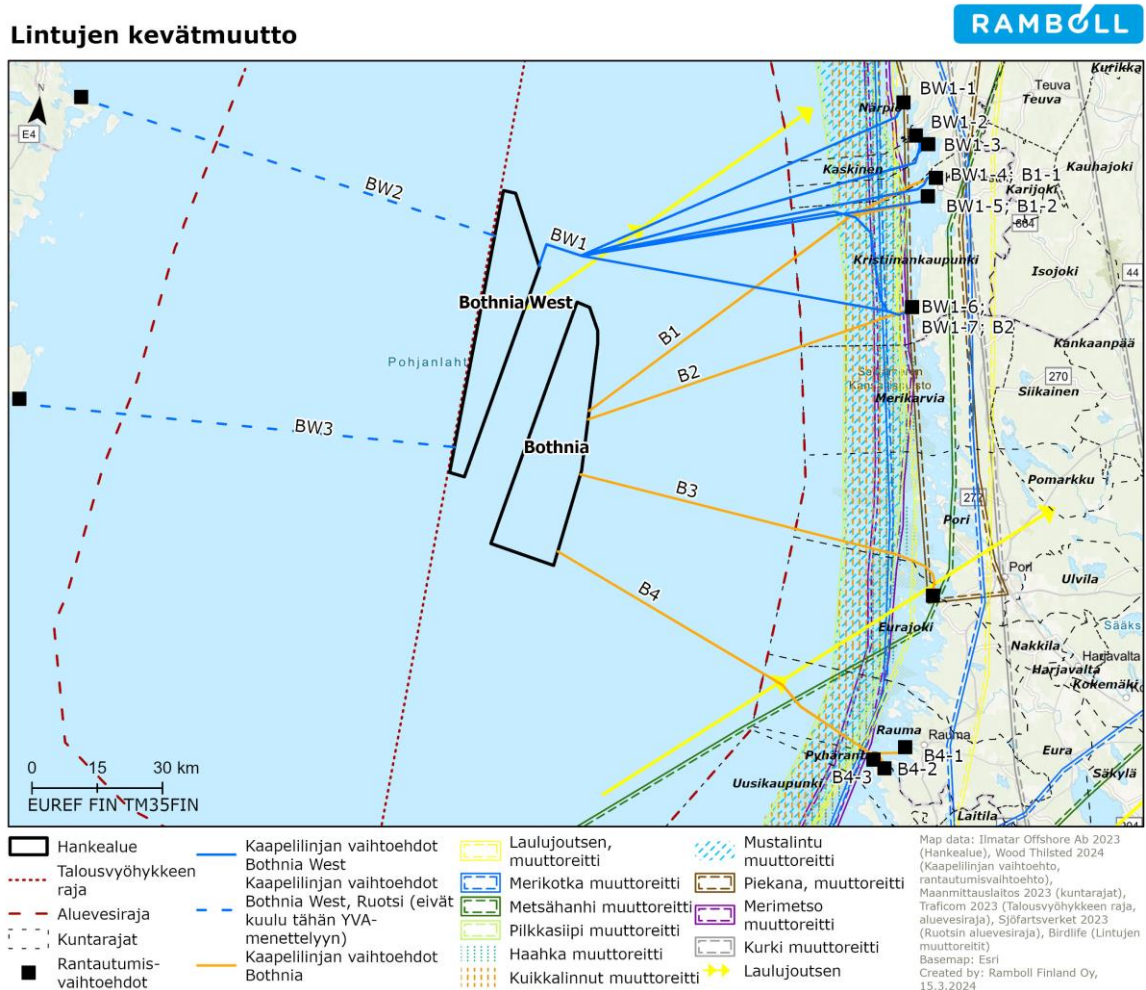 Lintujen kevätmuutto
RAMBOLL
N
E4
BW2
BW1
BW3
Bothnia West
Pohjanlaht
Bothnia
B1
B2
B3
B4
Närpiö
BW1-1
Kurikka
Teuva
Teuva
BW1-2
BW1-3
Kaskinen
Kauhajoki
BW1-4; B1-1
Karijoki
BW1-5; B1-2
664
Kristiinankaupunki
Isojoki
44
BW1-6;
BW1-7; B2
Kankaanpää
270
Siikainen
Merikarvia
Pomarkku
272
Pori
Pori
Ulvila
Eurajoki
Sääks
Nakkila
Harjavalta
Harjavalta
Kokemäki
Rauma
Rauma
B4-1
Pyhäranta
B4-2
B4-3
Eura
Säkylä
Uusikaupunki
Laitila
0 15 30 km
EUREF FIN TM35FIN
Hankealue
Talousvyöhykkeen
raja
Aluevesiraja
Kuntarajat
Rantautumis-
vaihtoehdot
Kaapelilinjan vaihtoehdot
Bothnia West
Kaapelilinjan vaihtoehdot
Bothnia West, Ruotsi (eivät
kuulu tähän YVA-
menettelyyn)
Kaapelilinjan vaihtoehdot
Bothnia
Laulujoutsen,
muuttoreitti
Merikotka muuttoreitti
Metsähanhi muuttoreitti
Pilkkasiipi muuttoreitti
Haahka muuttoreitti
Kuikkalinnut muuttoreitti
Mustalintu
muuttoreitti
Piekana, muuttoreitti
Merimetso
muuttoreitti
Kurki muuttoreitti
Laulujoutsen
Map data: Ilmatar Offshore Ab 2023
(Hankealue), Wood Thilsted 2024
(Kaapelilinjan vaihtoehto,
rantautumisvaihtoehto),
Maanmittauslaitos 2023 (kuntarajat),
Traficom 2023 (Talousvyöhykkeen raja,
aluevesiraja), Sjöfartsverket 2023
(Ruotsin aluevesiraja), Birdlife (Lintujen
muuttoreitit)
Basemap: Esri
Created by: Ramboll Finland Oy,
15.3.2024